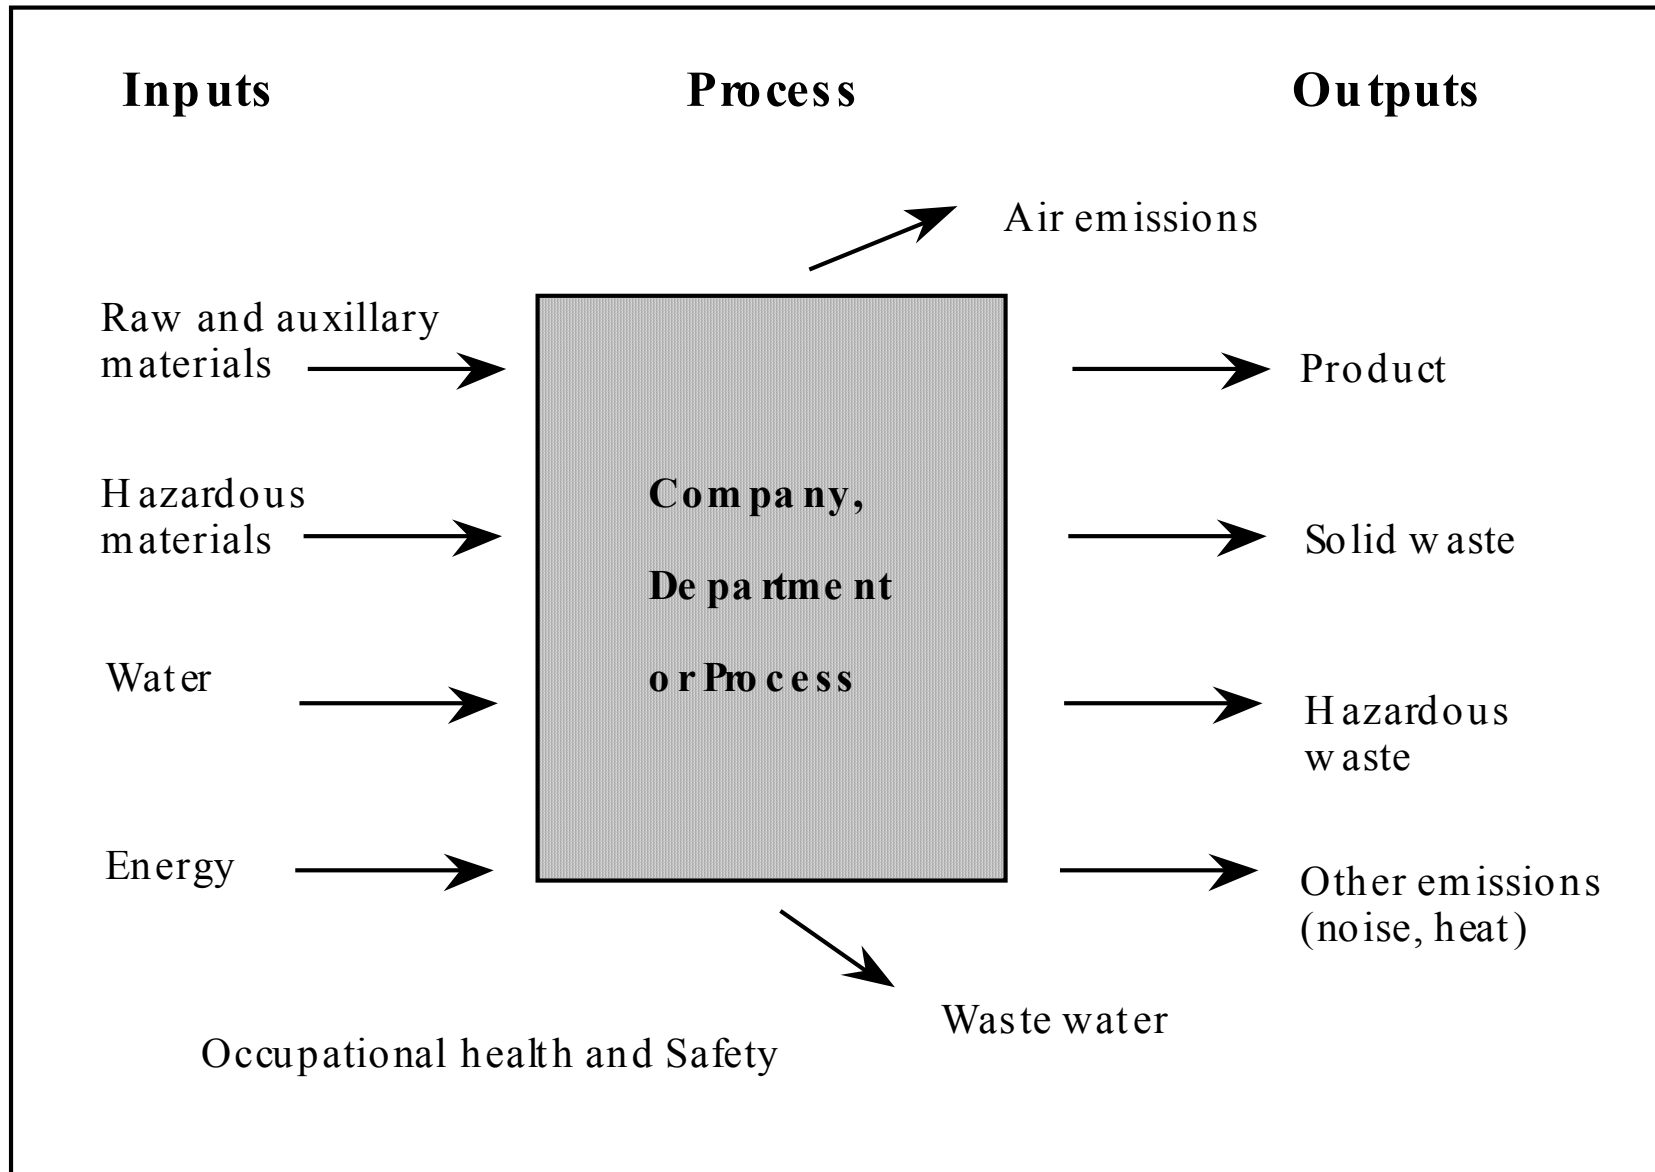 Inputs
Process
Outputs
Air emissions
Raw and auxillary
materials
Product
Hazardous
materials
Company,
Department
or Process
Solid waste
Water
Hazardous
waste
Energy
Other emissions
(noise, heat)
Waste water
Occupational health and Safety